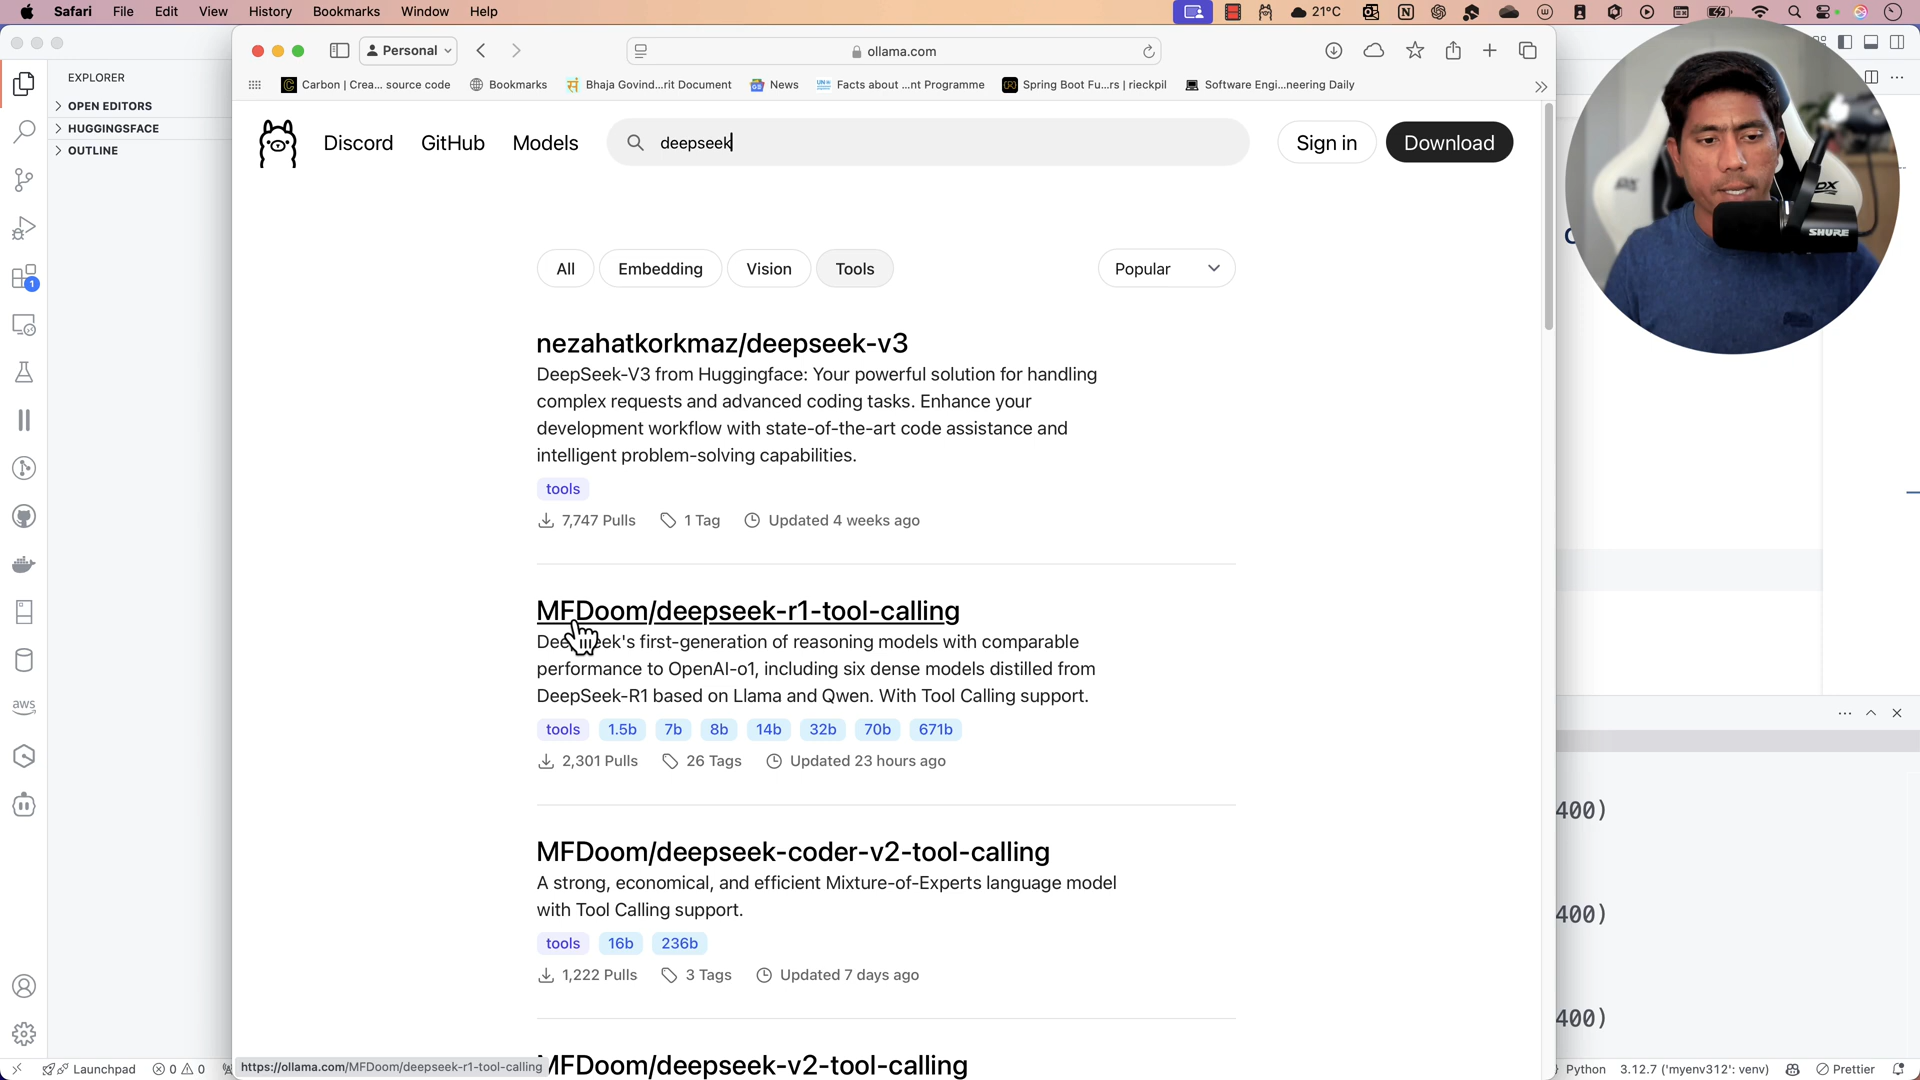 Safari File Edit View History Bookmarks Window Help
21°C
Personal
ollama.com
Carbon | Crea... source code
Bookmarks
Bhaja Govind...rit Document
News
Facts about ...nt Programme
Spring Boot Fu...rs | rieckpil
Software Engi...neering Daily
EXPLORER
OPEN EDITORS
HUGGINGSFACE
OUTLINE
Discord GitHub Models
deepseek
Sign in
Download
All
Embedding
Vision
Tools
Popular
nezahatkorkmaz/deepseek-v3
DeepSeek-V3 from Huggingface: Your powerful solution for handling
complex requests and advanced coding tasks. Enhance your
development workflow with state-of-the-art code assistance and
intelligent problem-solving capabilities.
tools
7,747 Pulls 1 Tag Updated 4 weeks ago
MFDoom/deepseek-r1-tool-calling
DeepSeek's first-generation of reasoning models with comparable
performance to OpenAI-o1, including six dense models distilled from
DeepSeek-R1 based on Llama and Qwen. With Tool Calling support.
tools 1.5b 7b 8b 14b 32b 70b 671b
2,301 Pulls 26 Tags Updated 23 hours ago
MFDoom/deepseek-coder-v2-tool-calling
A strong, economical, and efficient Mixture-of-Experts language model
with Tool Calling support.
tools 16b 236b
1,222 Pulls 3 Tags Updated 7 days ago
MFDoom/deepseek-v2-tool-calling
https://ollama.com/MFDoom/deepseek-r1-tool-calling
aws
1
SHURE
400)
400)
400)
Launchpad 0 0
Python 3.12.7 ('myenv312': venv) Prettier